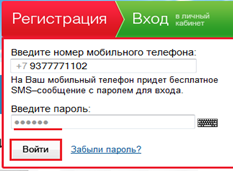 Регистрация
Вход
в личный
кабинет
Введите номер мобильного телефона:
+7 9377771102
На Ваш мобильный телефон придет бесплатное
SMS–сообщение с паролем для входа.
Введите пароль:
Войти
Забыли пароль?